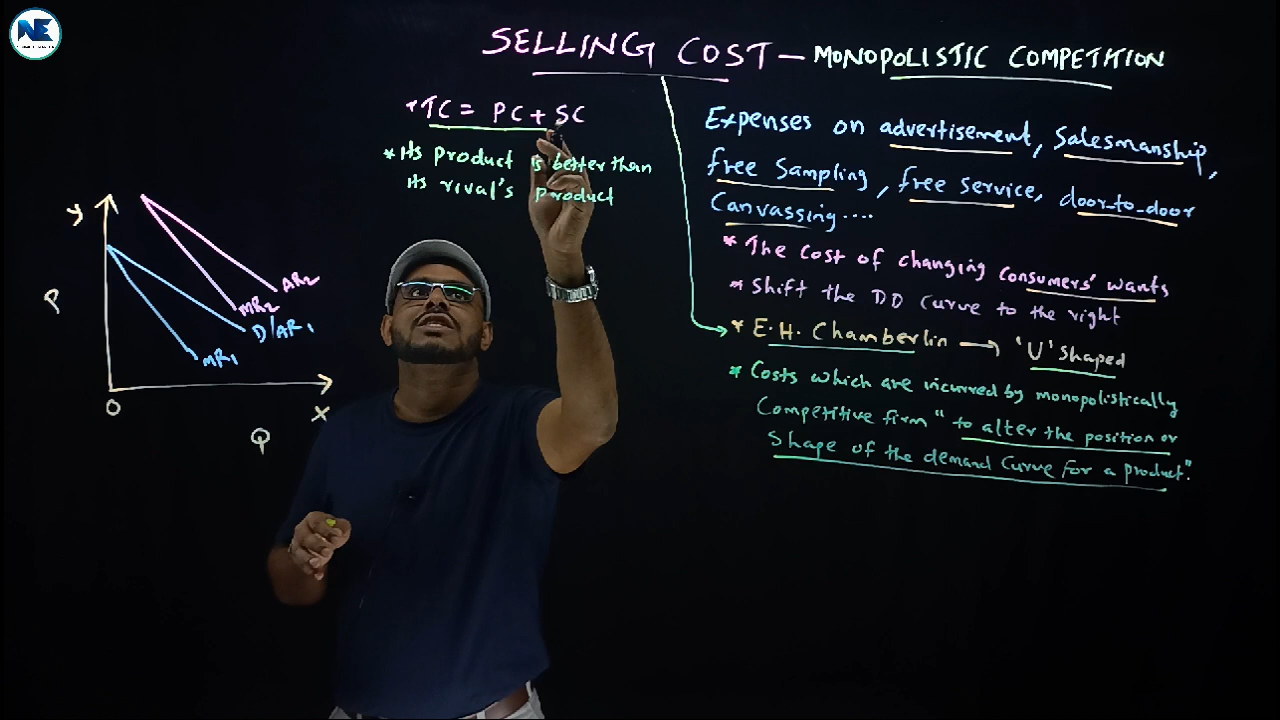 NE
SELLING COST – MONOPOLISTIC COMPETITION
*TC = PC + SC
* Its Product is better than
Its rival's product
Expenses on advertisement, Salesmanship,
free Sampling, free service, door-to-door
Canvassing....
* The Cost of changing Consumers' wants
* Shift the DD Curve to the right
* E.H. Chamberlin → 'U' Shaped
* Costs which are incurred by monopolistically
Competitive firm "to alter the position or
Shape of the demand Curve for a product".
y
P
AR2
MR2
D/AR1
MR1
O
X
Q